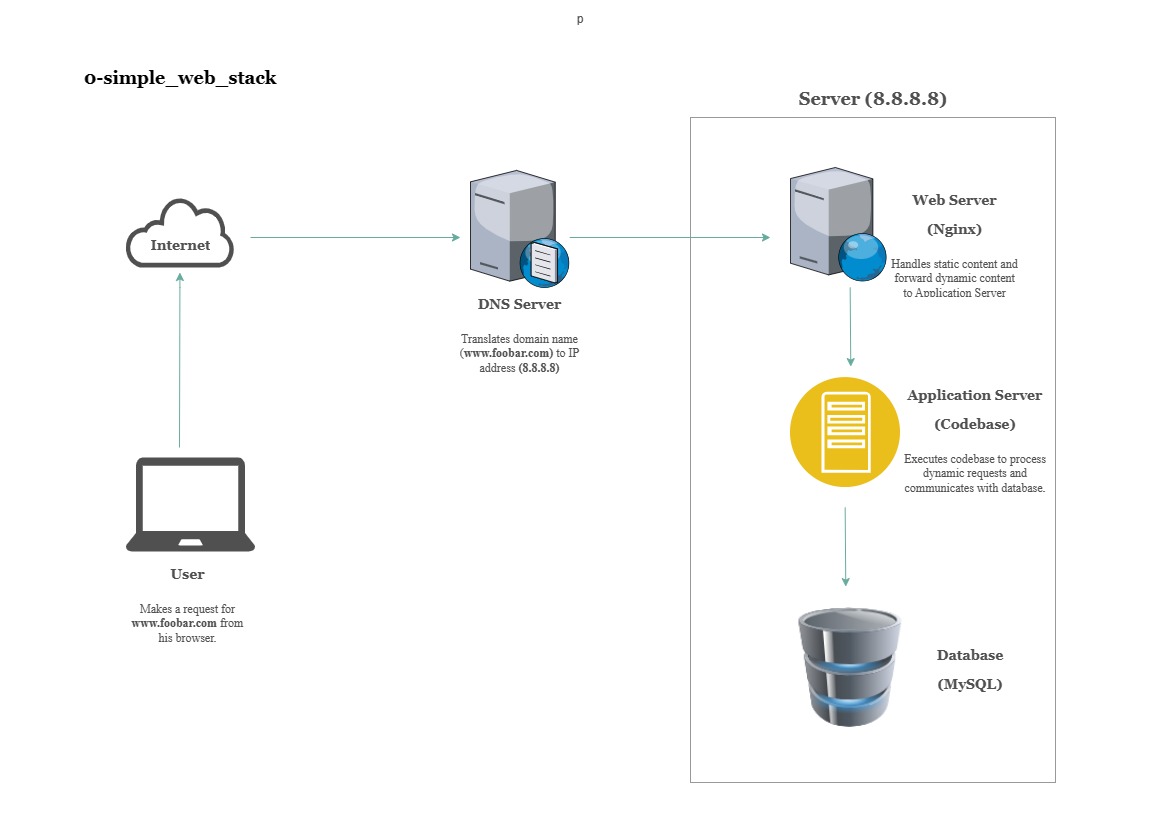 p
0-simple_web_stack
Server (8.8.8.8)
Internet
DNS Server
Translates domain name
(www.foobar.com) to IP
address (8.8.8.8)
Web Server
(Nginx)
Handles static content and
forward dynamic content
to Application Server
Application Server
(Codebase)
Executes codebase to process
dynamic requests and
communicates with database.
User
Makes a request for
www.foobar.com from
his browser.
Database
(MySQL)